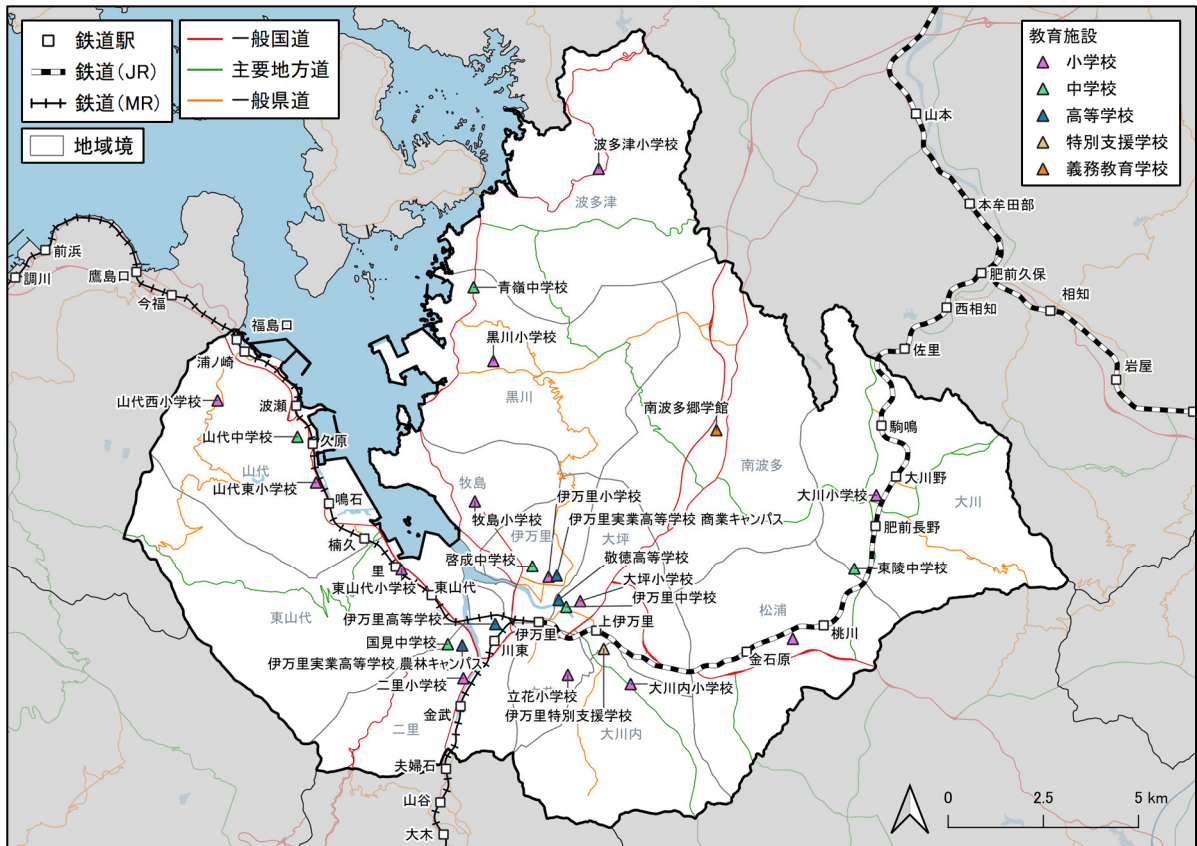 鉄道駅
鉄道(JR)
鉄道(MR)
地域境
一般国道
主要地方道
一般県道
教育施設
小学校
中学校
高等学校
特別支援学校
義務教育学校
山本
本牟田部
肥前久保
相知
西相知
佐里
岩屋
波多津小学校
波多津
前浜
調川
鷹島口
今福
福島口
浦ノ崎
青嶺中学校
黒川小学校
黒川
山代西小学校
波瀬
山代中学校
久原
山代
山代東小学校
鳴石
楠久
南波多郷学館
南波多
駒鳴
大川野
大川小学校
大川
肥前長野
東陵中学校
牧島
牧島小学校
伊万里小学校
伊万里実業高等学校 商業キャンパス
伊万里
大坪
啓成中学校
敬徳高等学校
大坪小学校
伊万里中学校
里
東山代小学校
東山代
東山代
伊万里高等学校
伊万里
上伊万里
松浦
桃川
金石原
国見中学校
川東
伊万里実業高等学校 農林キャンパス
二里小学校
立花小学校
大川内小学校
伊万里特別支援学校
大川内
金武
二里
夫婦石
山谷
大木
0 2.5 5 km